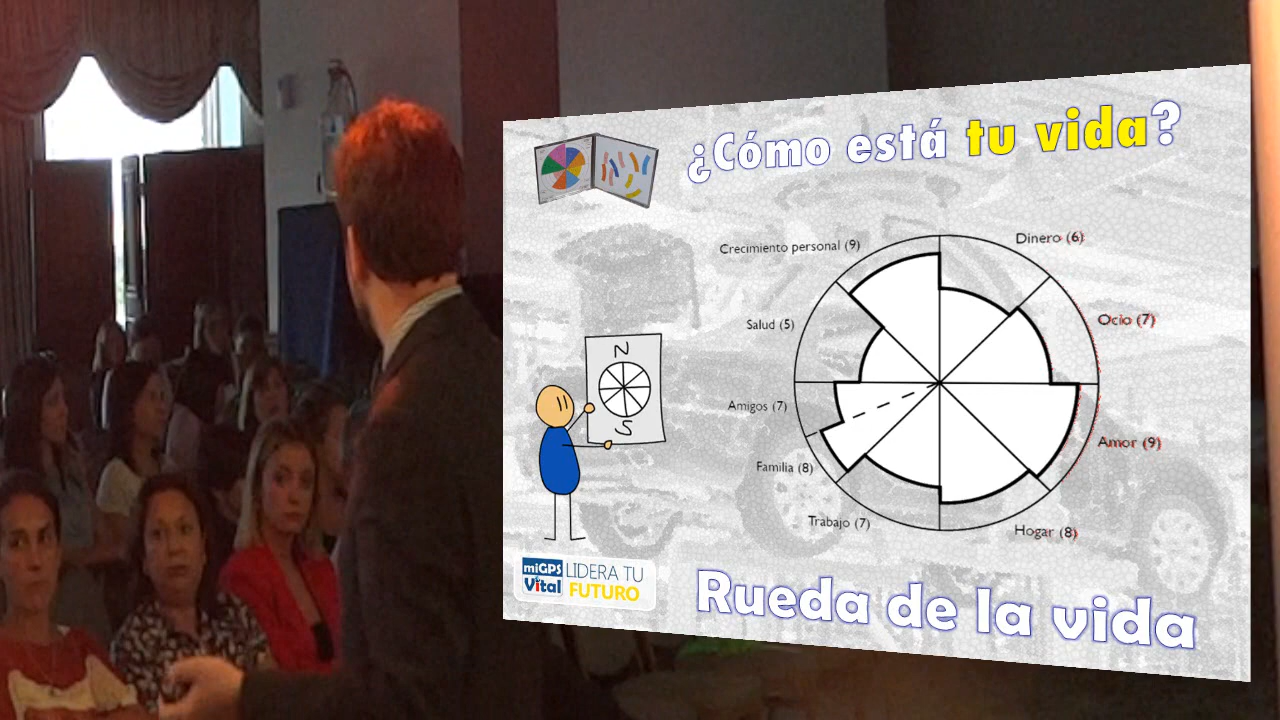 ¿Cómo está tu vida?
Crecimiento personal (9)
Dinero (6)
Salud (5)
Ocio (7)
Amigos (7)
Amor (9)
Familia (8)
Trabajo (7)
Hogar (8)
N
S
miGPS
Vital
LIDERA TU
FUTURO
Rueda de la vida